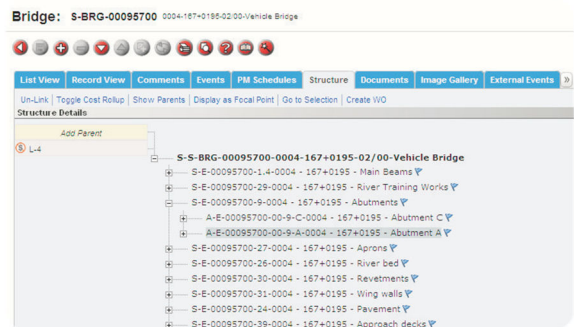 Bridge: S-BRG-00095700 0004-167+0195-02/00-Vehicle Bridge
List View Record View Comments Events PM Schedules Structure Documents Image Gallery External Events »
Un-Link Toggle Cost Rollup Show Parents Display as Focal Point Go to Selection Create WO
Structure Details
Add Parent
S L-4
S-S-BRG-00095700-0004-167+0195-02/00-Vehicle Bridge
S-E-00095700-1.4-0004 - 167+0195 - Main Beams
S-E-00095700-29-0004 - 167+0195 - River Training Works
S-E-00095700-9-0004 - 167+0195 - Abutments
A-E-00095700-00-9-C-0004 - 167+0195 - Abutment C
A-E-00095700-00-9-A-0004 - 167+0195 - Abutment A
S-E-00095700-27-0004 - 167+0195 - Aprons
S-E-00095700-26-0004 - 167+0195 - River bed
S-E-00095700-30-0004 - 167+0195 - Revetments
S-E-00095700-31-0004 - 167+0195 - Wing walls
S-E-00095700-24-0004 - 167+0195 - Pavement
S-E-00095700-39-0004 - 167+0195 - Approach decks